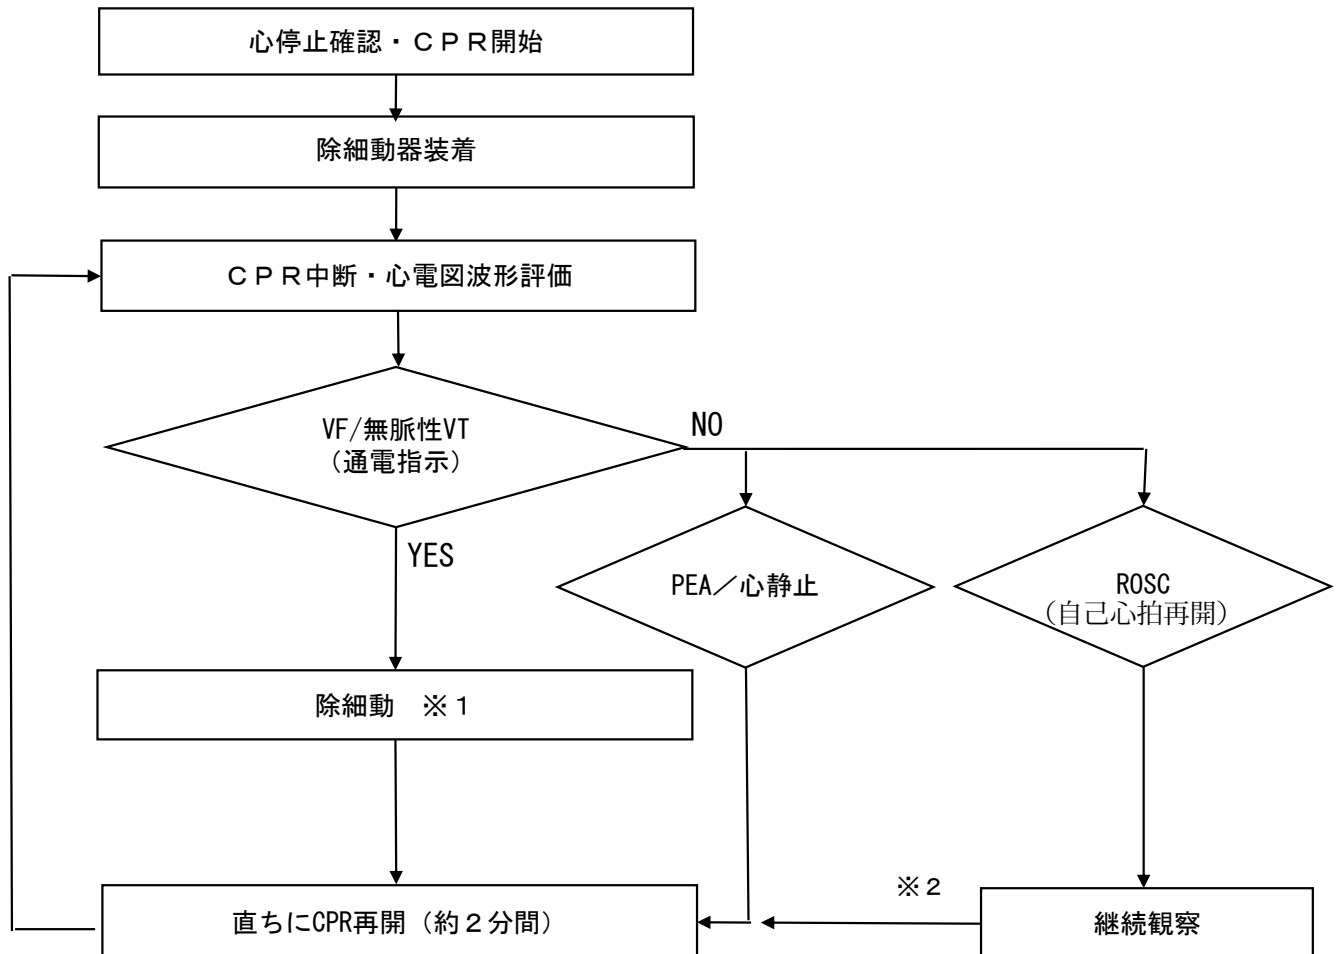 心停止確認・ＣＰＲ開始
除細動器装着
ＣＰＲ中断・心電図波形評価
VF/無脈性VT
（通電指示）
NO
YES
PEA／心静止
ROSC
（自己心拍再開）
除細動　※１
※２
直ちにCPR再開（約２分間）
継続観察